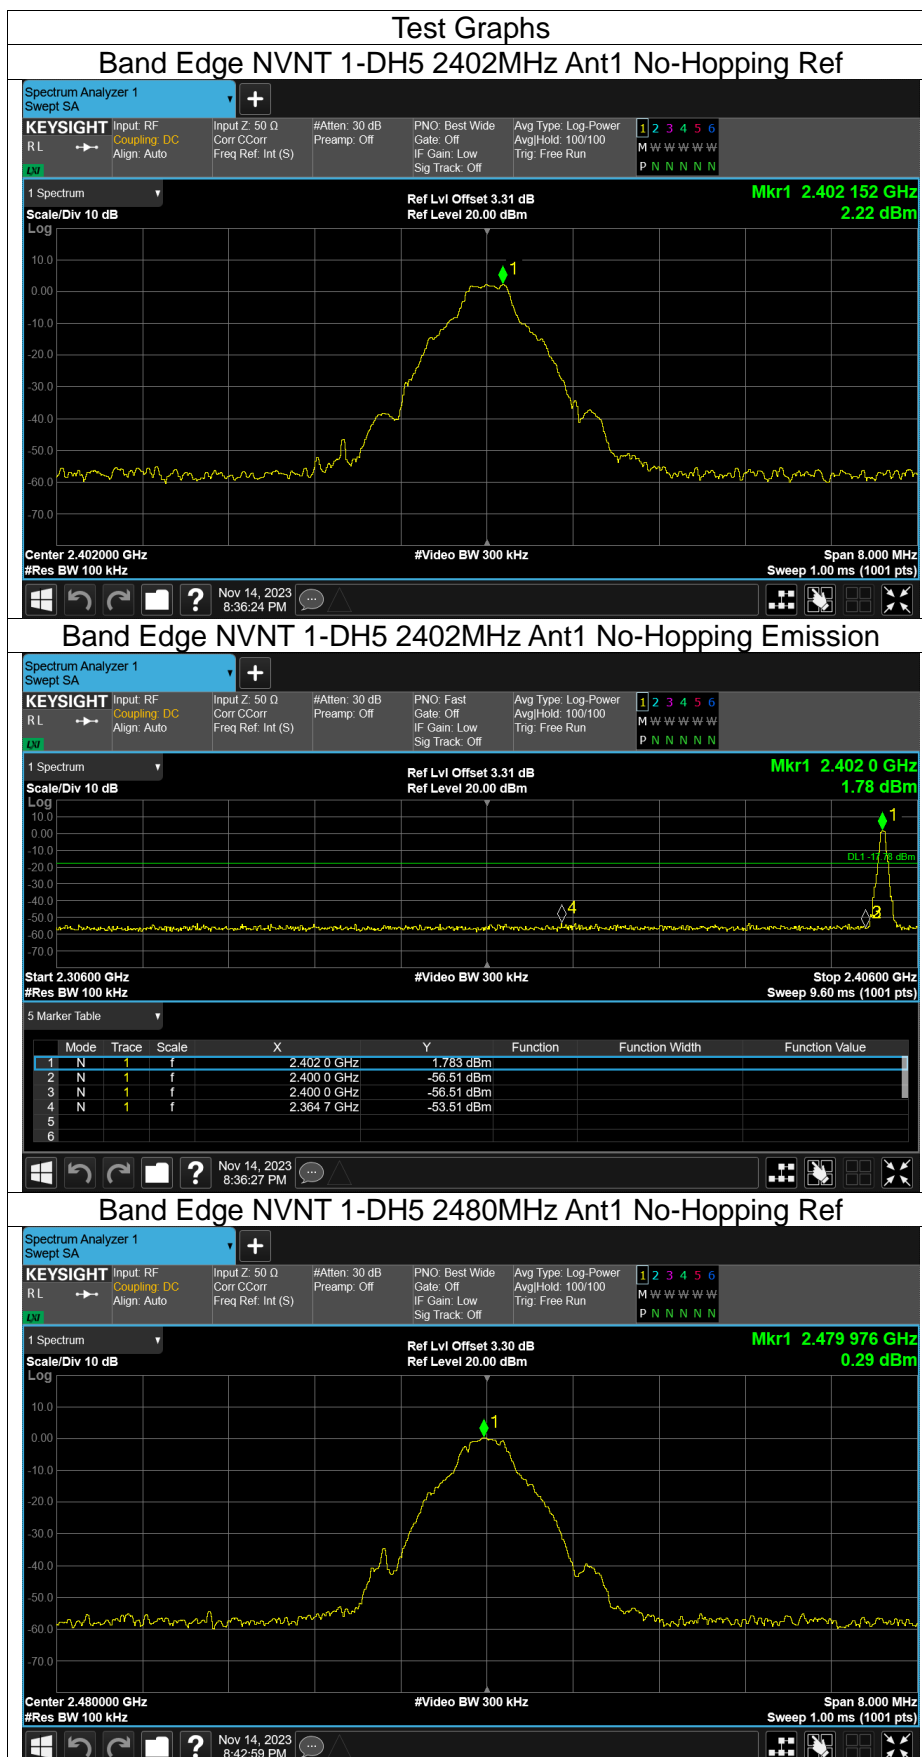 Test Graphs
Band Edge NVNT 1-DH5 2402MHz Ant1 No-Hopping Ref
Spectrum Analyzer 1
Swept SA
KEYSIGHT Input: RF Input Z: 50 Ω #Atten: 30 dB PNO: Best Wide Avg Type: Log-Power 1 2 3 4 5 6
RL Coupling: DC Corr CCorr Preamp: Off Gate: Off Avg|Hold: 100/100 M W W W W W
Align: Auto Freq Ref: Int (S) IF Gain: Low Trig: Free Run
LXI Sig Track: Off P N N N N N
1 Spectrum Ref Lvl Offset 3.31 dB Mkr1 2.402 152 GHz
Scale/Div 10 dB Ref Level 20.00 dBm 2.22 dBm
Log
10.0
1
0.00
-10.0
-20.0
-30.0
-40.0
-50.0
-60.0
-70.0
Center 2.402000 GHz #Video BW 300 kHz Span 8.000 MHz
#Res BW 100 kHz Sweep 1.00 ms (1001 pts)
? Nov 14, 2023
8:36:24 PM
Band Edge NVNT 1-DH5 2402MHz Ant1 No-Hopping Emission
Spectrum Analyzer 1
Swept SA
KEYSIGHT Input: RF Input Z: 50 Ω #Atten: 30 dB PNO: Fast Avg Type: Log-Power 1 2 3 4 5 6
RL Coupling: DC Corr CCorr Preamp: Off Gate: Off Avg|Hold: 100/100 M W W W W W
Align: Auto Freq Ref: Int (S) IF Gain: Low Trig: Free Run
LXI Sig Track: Off P N N N N N
1 Spectrum Ref Lvl Offset 3.31 dB Mkr1 2.402 0 GHz
Scale/Div 10 dB Ref Level 20.00 dBm 1.78 dBm
Log
10.0 1
0.00
-10.0 DL1 -17.78 dBm
-20.0
-30.0
-40.0
-50.0 4
-60.0
-70.0
Start 2.30600 GHz #Video BW 300 kHz Stop 2.40600 GHz
#Res BW 100 kHz Sweep 9.60 ms (1001 pts)
5 Marker Table
Mode Trace Scale X Y Function Function Width Function Value
1 N 1 f 2.402 0 GHz 1.783 dBm
2 N 1 f 2.400 0 GHz -56.51 dBm
3 N 1 f 2.400 0 GHz -56.51 dBm
4 N 1 f 2.364 7 GHz -53.51 dBm
5
6
? Nov 14, 2023
8:36:27 PM
Band Edge NVNT 1-DH5 2480MHz Ant1 No-Hopping Ref
Spectrum Analyzer 1
Swept SA
KEYSIGHT Input: RF Input Z: 50 Ω #Atten: 30 dB PNO: Best Wide Avg Type: Log-Power 1 2 3 4 5 6
RL Coupling: DC Corr CCorr Preamp: Off Gate: Off Avg|Hold: 100/100 M W W W W W
Align: Auto Freq Ref: Int (S) IF Gain: Low Trig: Free Run
LXI Sig Track: Off P N N N N N
1 Spectrum Ref Lvl Offset 3.30 dB Mkr1 2.479 976 GHz
Scale/Div 10 dB Ref Level 20.00 dBm 0.29 dBm
Log
10.0
1
0.00
-10.0
-20.0
-30.0
-40.0
-50.0
-60.0
-70.0
Center 2.480000 GHz #Video BW 300 kHz Span 8.000 MHz
#Res BW 100 kHz Sweep 1.00 ms (1001 pts)
? Nov 14, 2023
8:42:59 PM